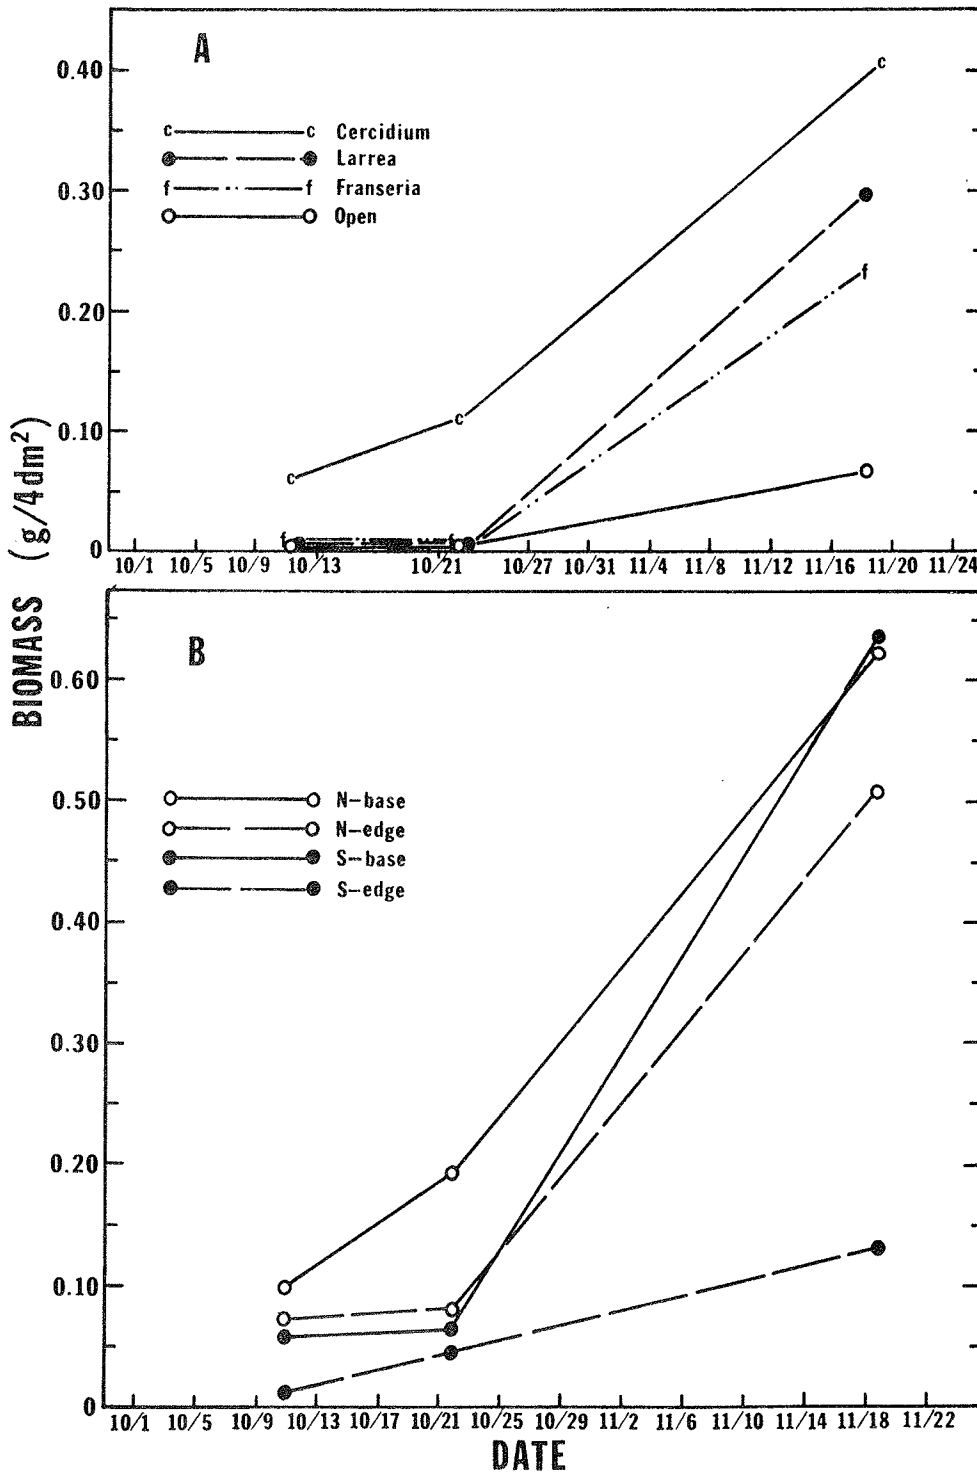 A
0.40
c c Cercidium
Larrea
f f Franseria
Open
0.30
c
f
0.20
c
0.10
c
f
0
10/1 10/5 10/9 10/13 10/21 10/27 10/31 11/4 11/8 11/12 11/16 11/20 11/24
BIOMASS (g/4dm²)
B
0.60
0.50
N-base
N-edge
S-base
S-edge
0.40
0.30
0.20
0.10
0
10/1 10/5 10/9 10/13 10/17 10/21 10/25 10/29 11/2 11/6 11/10 11/14 11/18 11/22
DATE